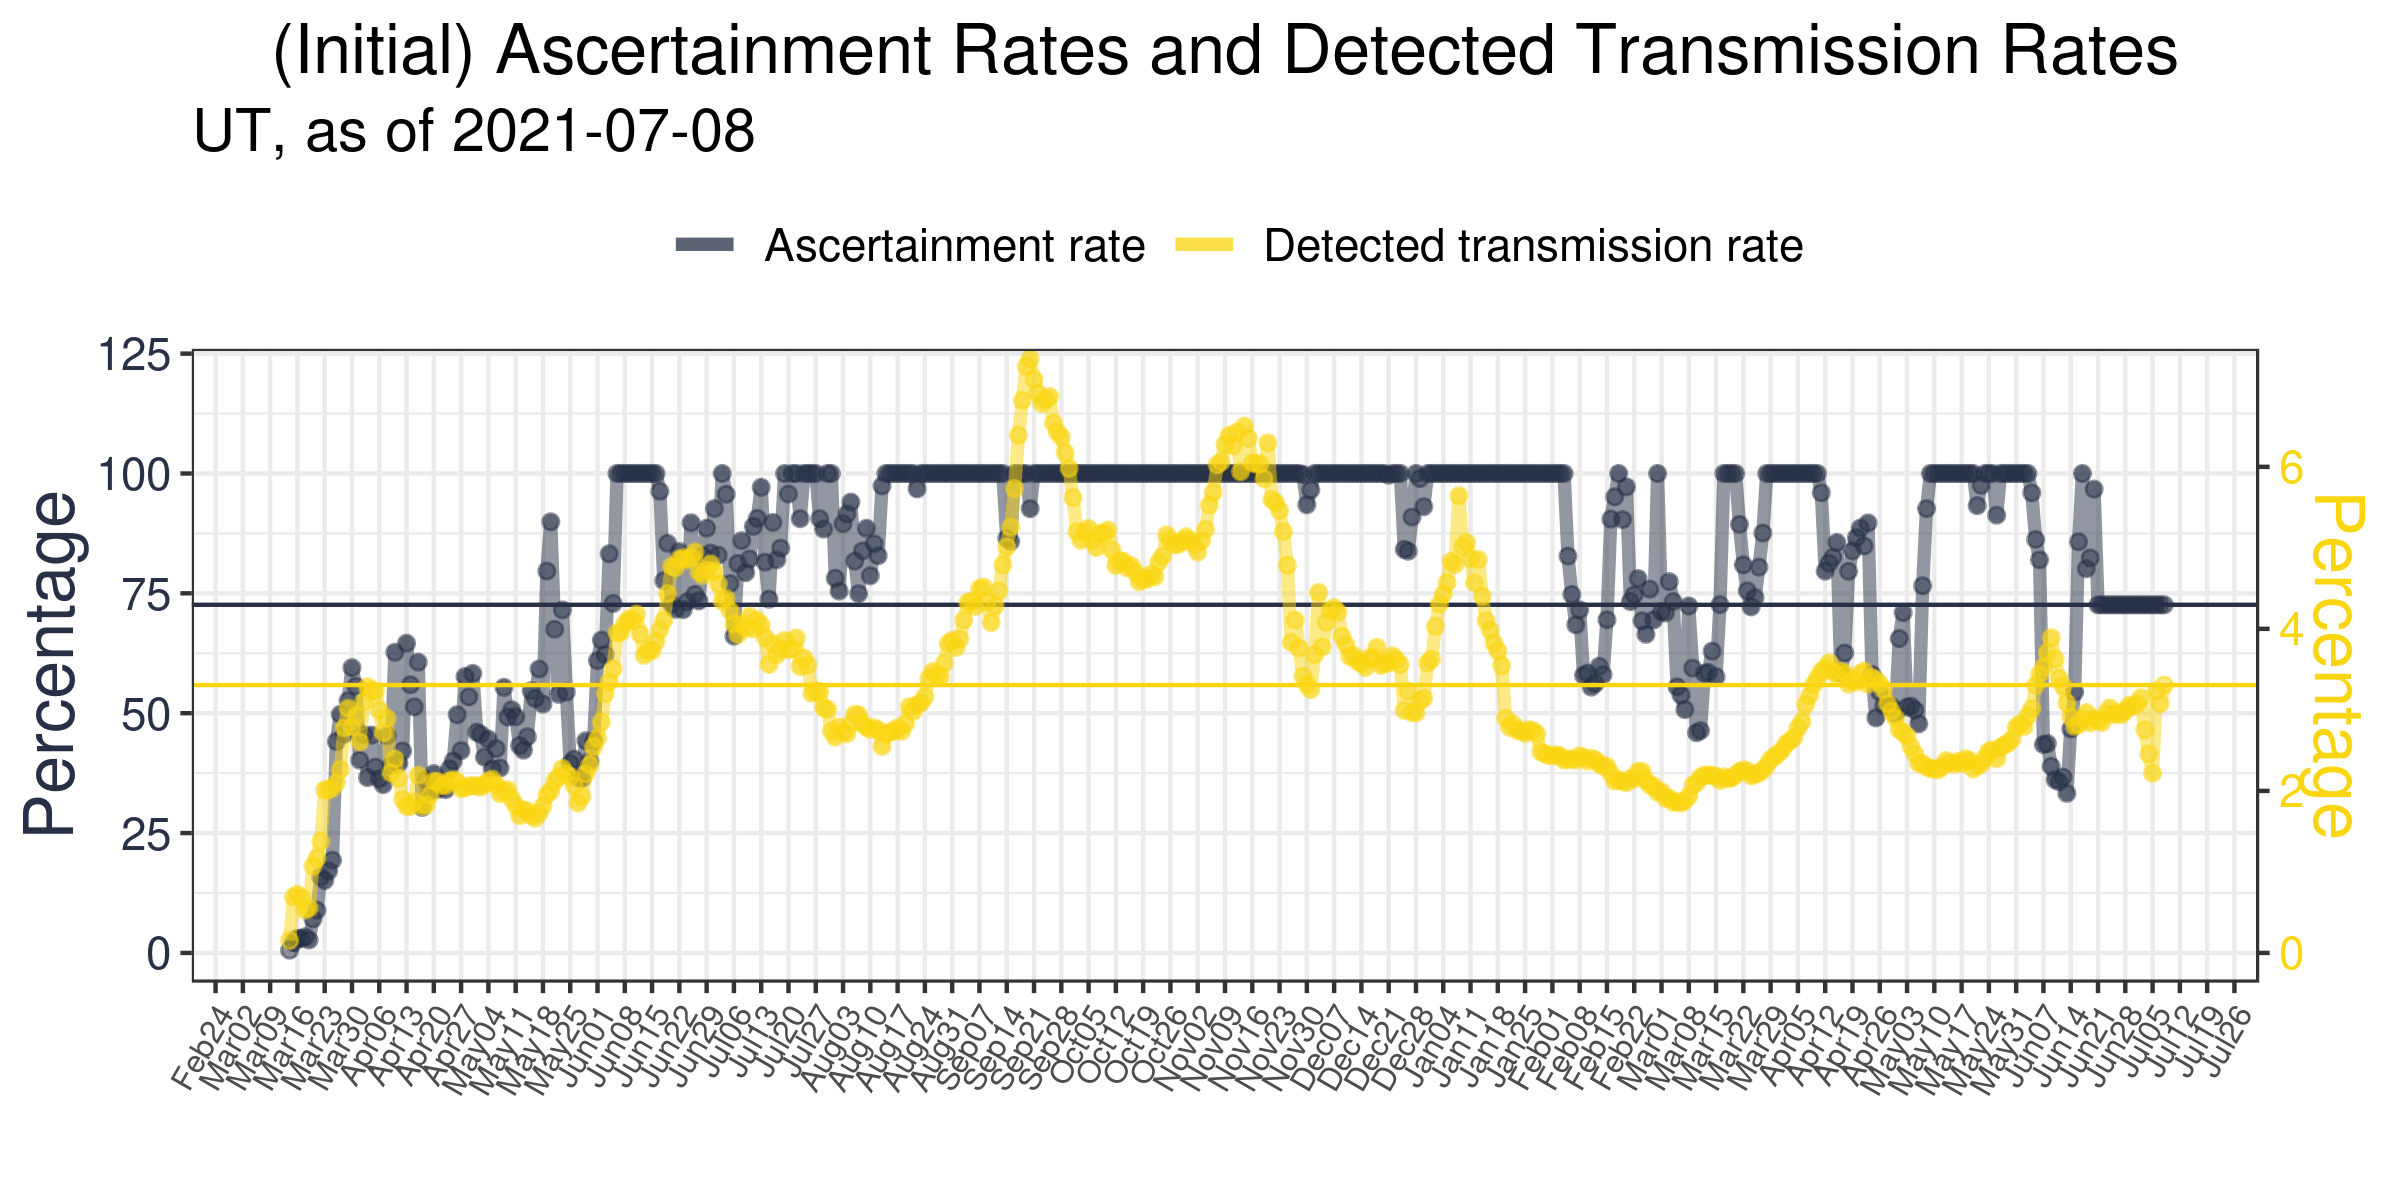 (Initial) Ascertainment Rates and Detected Transmission Rates
UT, as of 2021-07-08
Ascertainment rate
Detected transmission rate
125
100
75
50
25
0
Percentage
6
4
2
0
Percentage
Feb24
Mar02
Mar09
Mar16
Mar23
Mar30
Apr06
Apr13
Apr20
Apr27
May04
May11
May18
May25
Jun01
Jun08
Jun15
Jun22
Jun29
Jul06
Jul13
Jul20
Jul27
Aug03
Aug10
Aug17
Aug24
Aug31
Sep07
Sep14
Sep21
Sep28
Oct05
Oct12
Oct19
Oct26
Nov02
Nov09
Nov16
Nov23
Nov30
Dec07
Dec14
Dec21
Dec28
Jan04
Jan11
Jan18
Jan25
Feb01
Feb08
Feb15
Feb22
Mar01
Mar08
Mar15
Mar22
Mar29
Apr05
Apr12
Apr19
Apr26
May03
May10
May17
May24
May31
Jun07
Jun14
Jun21
Jun28
Jul05
Jul12
Jul19
Jul26